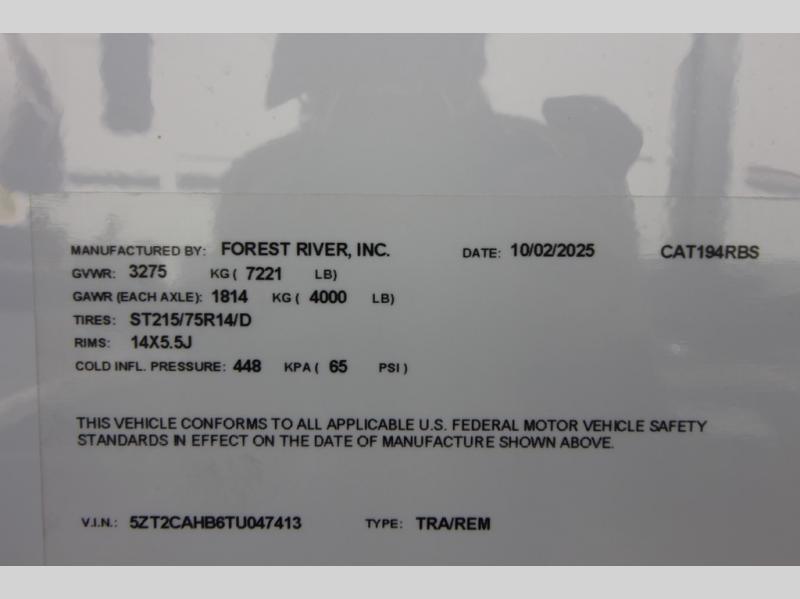 MANUFACTURED BY: FOREST RIVER, INC. DATE: 10/02/2025 CAT194RBS
GVWR: 3275 KG ( 7221 LB)
GAWR (EACH AXLE): 1814 KG ( 4000 LB)
TIRES: ST215/75R14/D
RIMS: 14X5.5J
COLD INFL. PRESSURE: 448 KPA ( 65 PSI )
THIS VEHICLE CONFORMS TO ALL APPLICABLE U.S. FEDERAL MOTOR VEHICLE SAFETY
STANDARDS IN EFFECT ON THE DATE OF MANUFACTURE SHOWN ABOVE.
V.I.N.: 5ZT2CAHB6TU047413 TYPE: TRA/REM